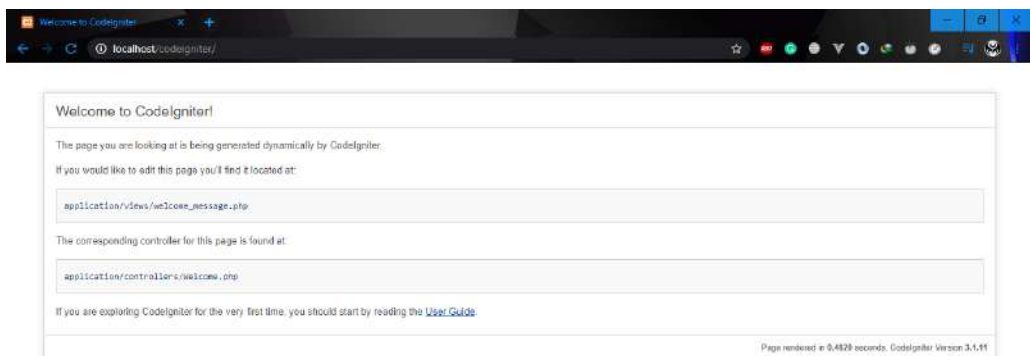 Welcome to CodeIgniter
localhost/codeigniter/
Welcome to CodeIgniter!
The page you are looking at is being generated dynamically by CodeIgniter.
If you would like to edit this page you'll find it located at:
application/views/welcome_message.php
The corresponding controller for this page is found at:
application/controllers/welcome.php
If you are exploring CodeIgniter for the very first time, you should start by reading the User Guide.
Page rendered in 0.4820 seconds. CodeIgniter Version 3.1.11